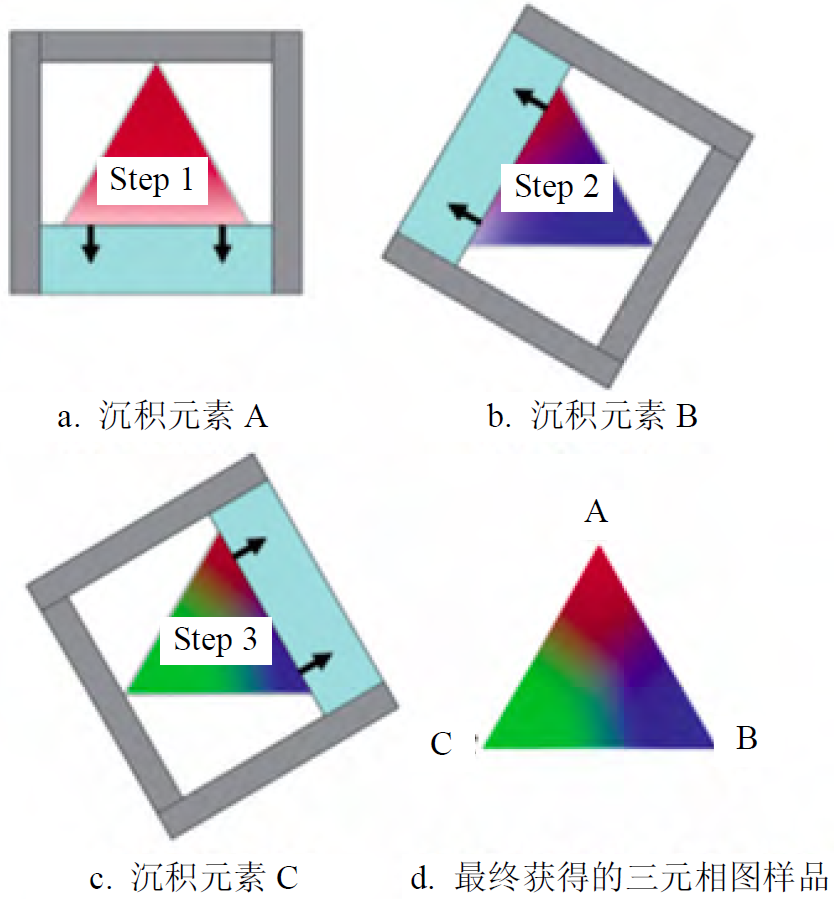 Step 1
Step 2
a. 沉积元素 A
b. 沉积元素 B
Step 3
A
C
B
c. 沉积元素 C
d. 最终获得的三元相图样品